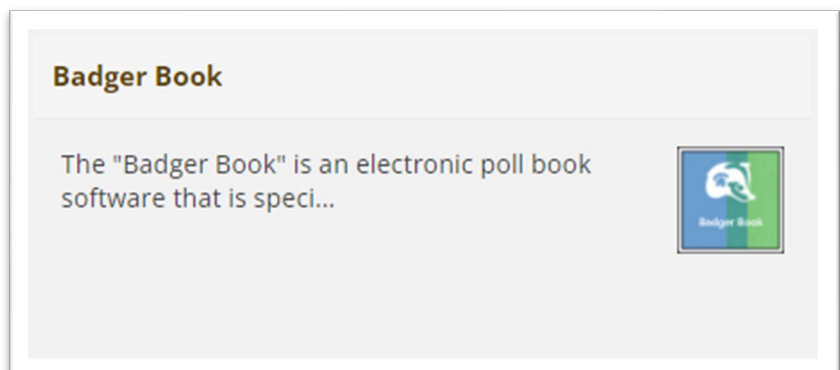 Badger Book
The "Badger Book" is an electronic poll book
software that is speci...
Badger Book